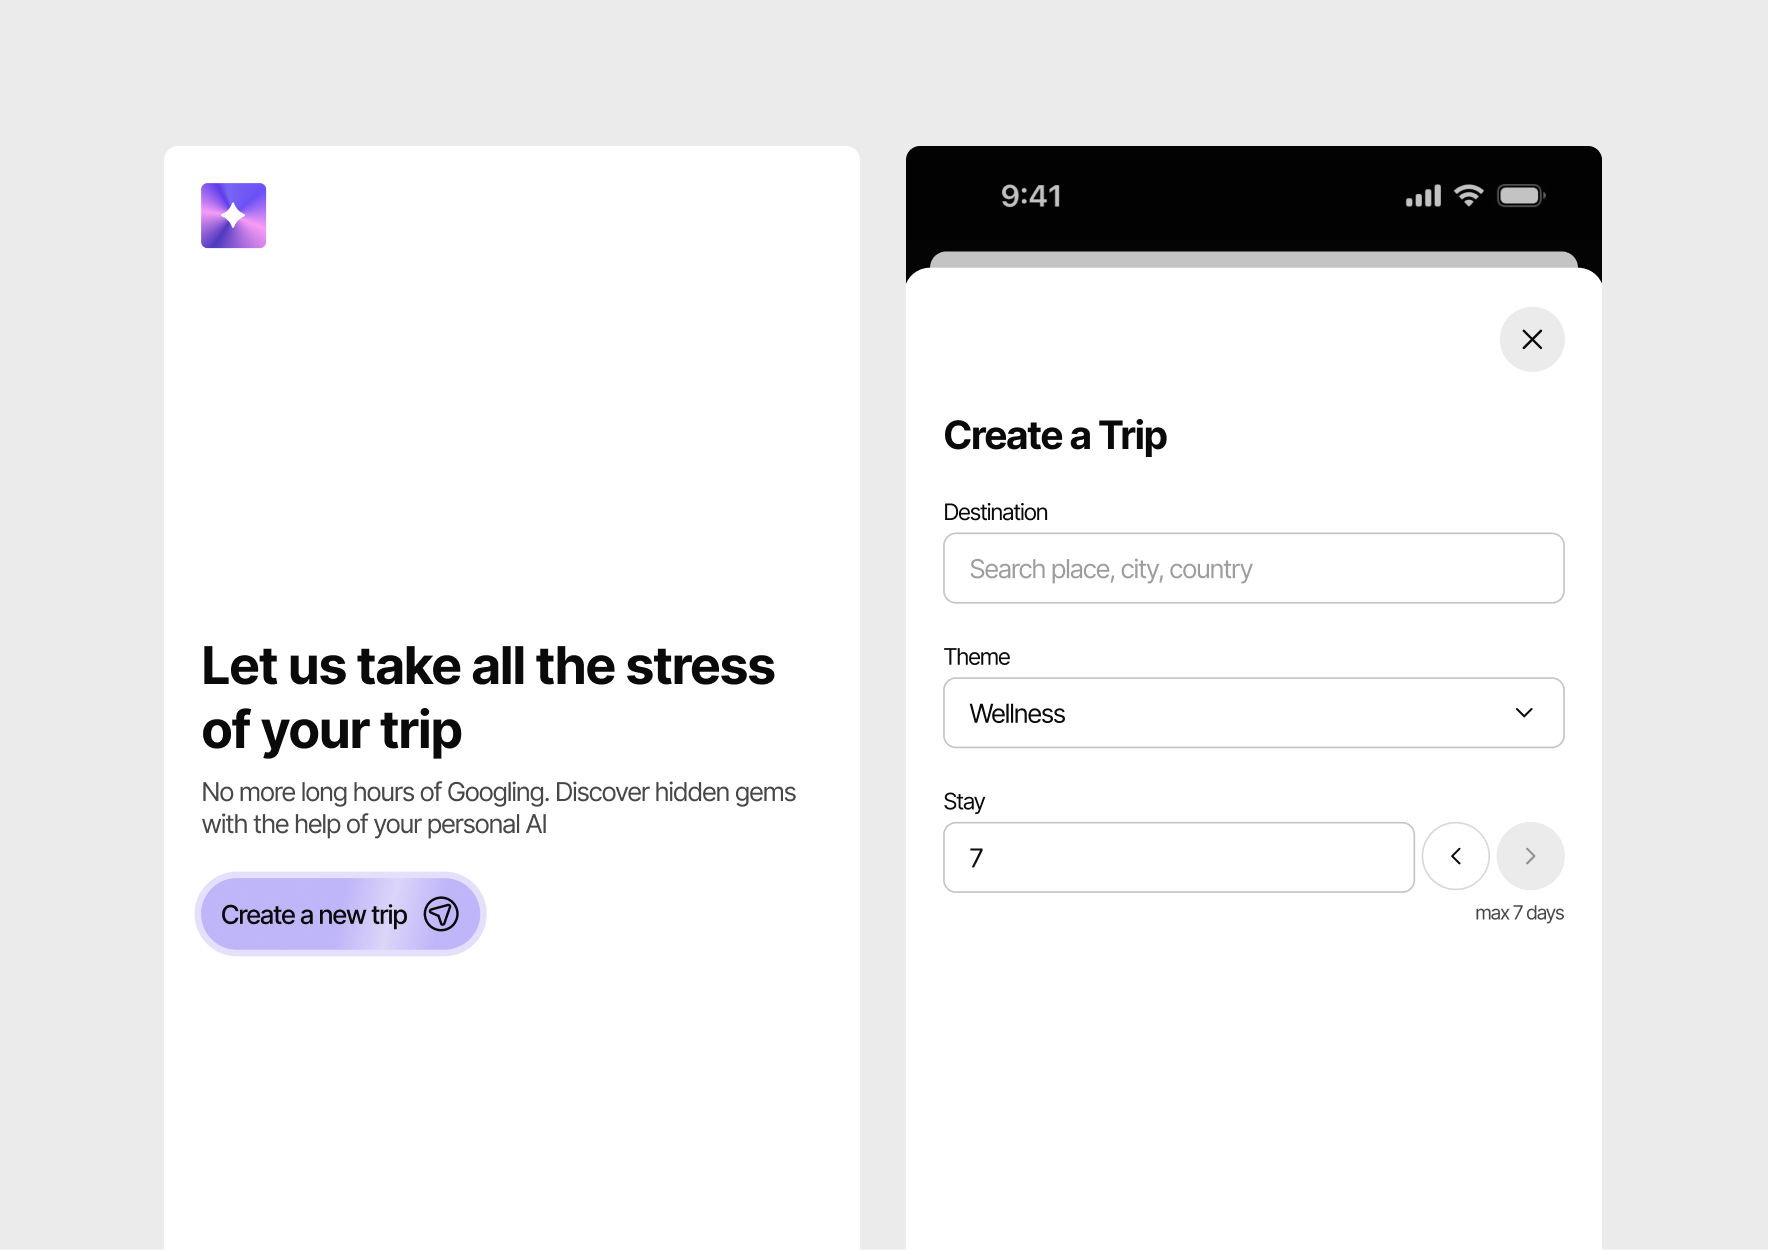 Let us take all the stress
of your trip
No more long hours of Googling. Discover hidden gems
with the help of your personal AI
Create a new trip
9:41
Create a Trip
Destination
Search place, city, country
Theme
Wellness
Stay
7
max 7 days